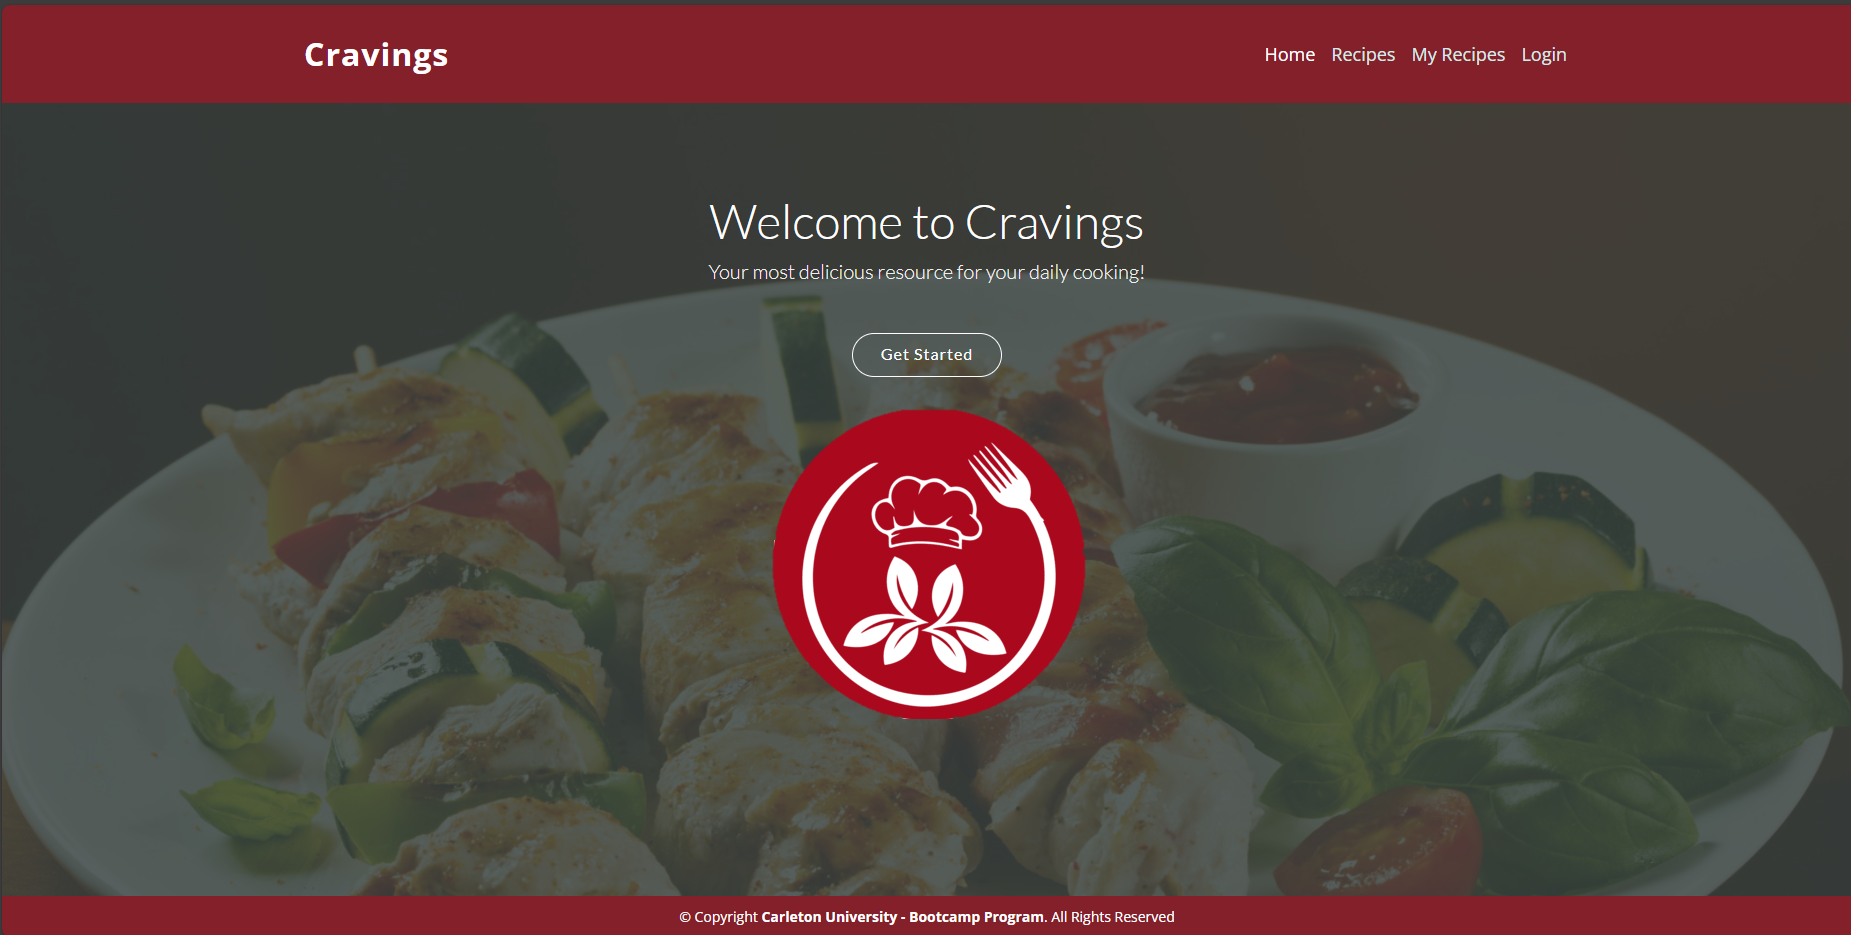 Cravings
Home Recipes My Recipes Login
Welcome to Cravings
Your most delicious resource for your daily cooking!
Get Started
© Copyright Carleton University - Bootcamp Program. All Rights Reserved